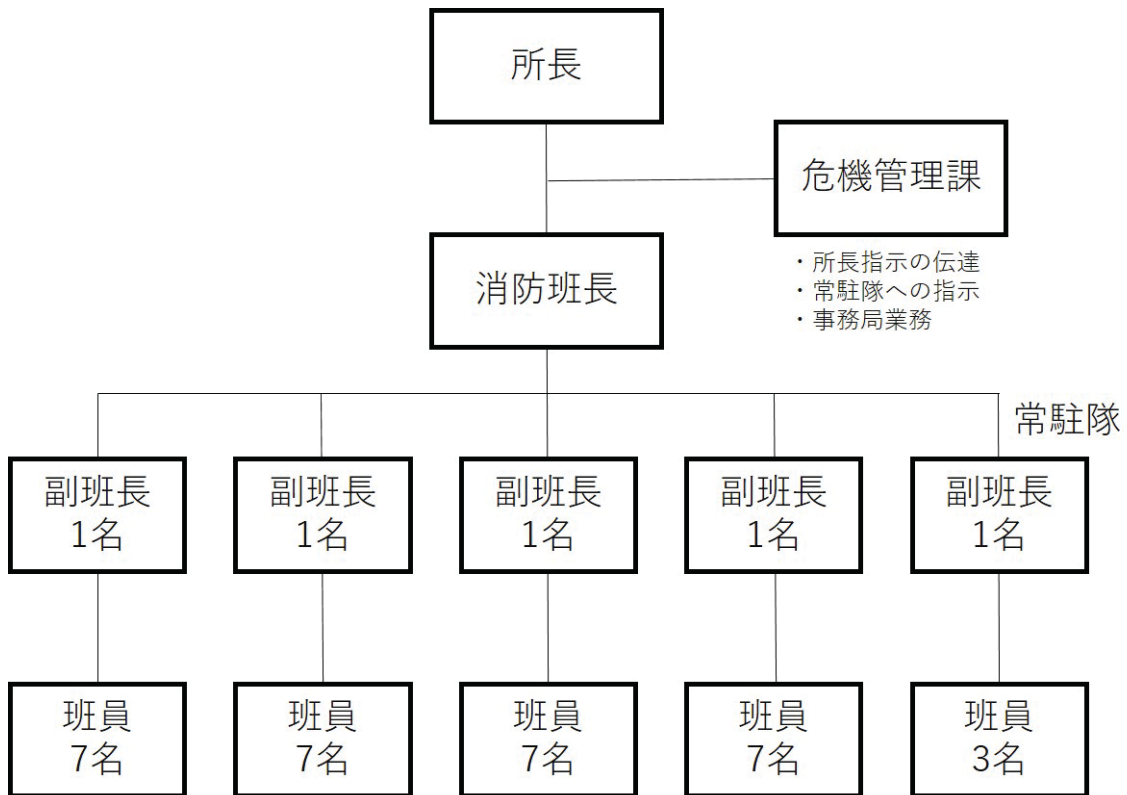 所長
危機管理課
・所長指示の伝達
・常駐隊への指示
・事務局業務
消防班長
常駐隊
副班長
1名
副班長
1名
副班長
1名
副班長
1名
副班長
1名
班員
7名
班員
7名
班員
7名
班員
7名
班員
3名